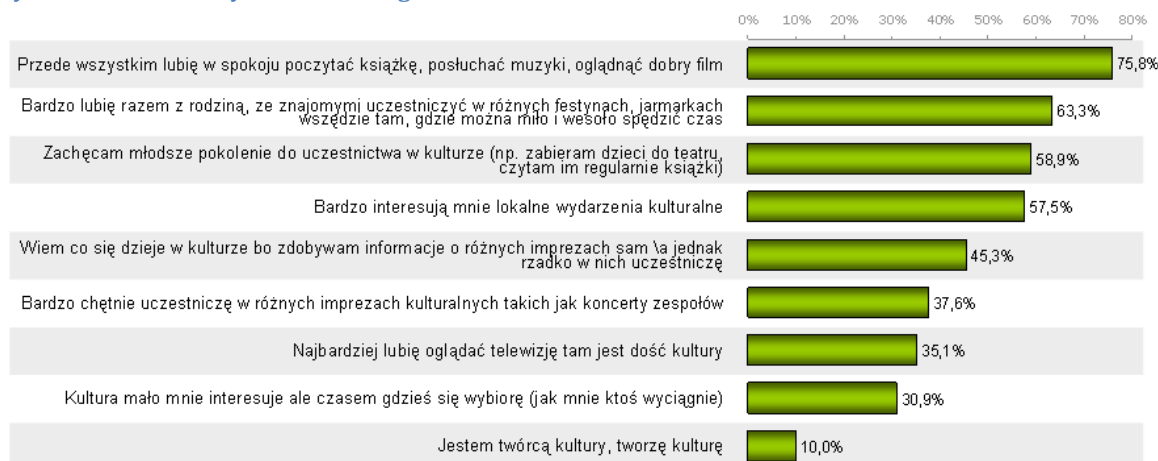 0% 10% 20% 30% 40% 50% 60% 70% 80%
Przede wszystkim lubię w spokoju poczytać książkę, posłuchać muzyki, oglądnąć dobry film 75,8%
Bardzo lubię razem z rodziną, ze znajomymi uczestniczyć w różnych festynach, jarmarkach
wszędzie tam, gdzie można miło i wesoło spędzić czas 63,3%
Zachęcam młodsze pokolenie do uczestnictwa w kulturze (np. zabieram dzieci do teatru,
czytam im regularnie książki) 58,9%
Bardzo interesują mnie lokalne wydarzenia kulturalne 57,5%
Wiem co się dzieje w kulturze bo zdobywam informacje o różnych imprezach sam \a jednak
rzadko w nich uczestniczę 45,3%
Bardzo chętnie uczestniczę w różnych imprezach kulturalnych takich jak koncerty zespołów 37,6%
Najbardziej lubię oglądać telewizję tam jest dość kultury 35,1%
Kultura mało mnie interesuje ale czasem gdzieś się wybiorę (jak mnie ktoś wyciągnie) 30,9%
Jestem twórcą kultury, tworzę kulturę 10,0%